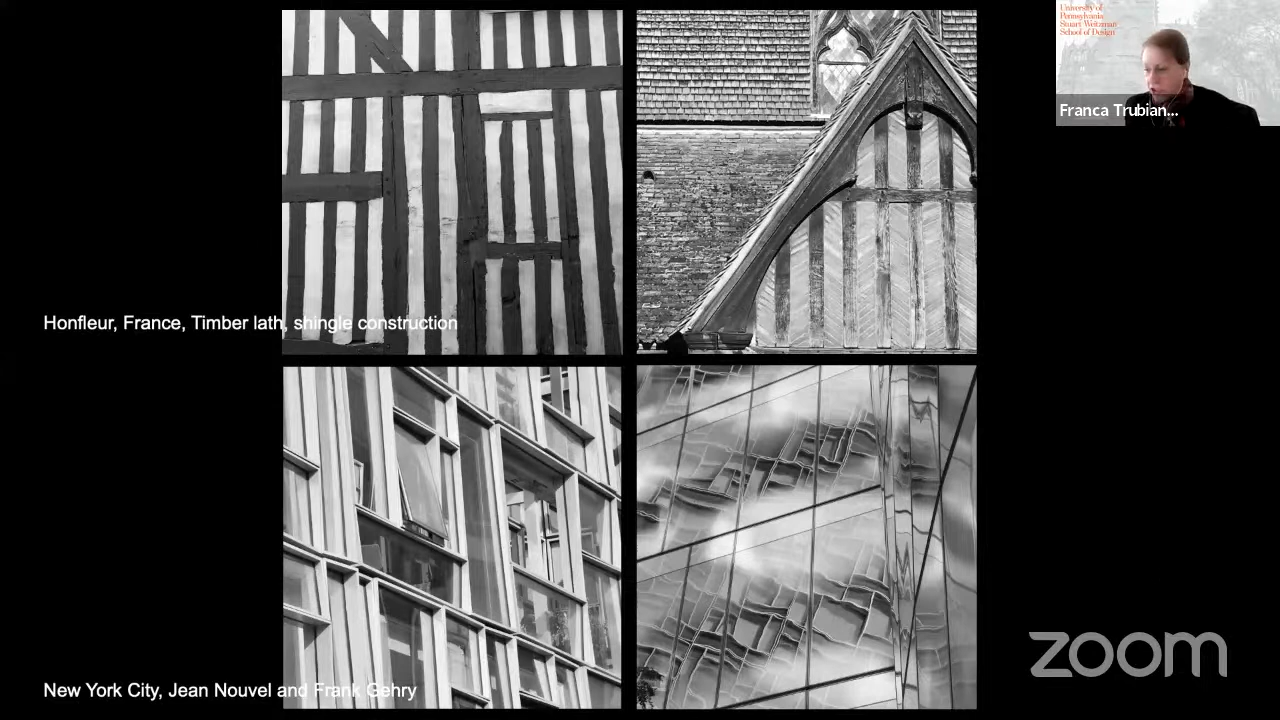 University of
Pennsylvania
Stuart Weitzman
School of Design
Franca Trubian...
Honfleur, France, Timber lath, shingle construction
New York City, Jean Nouvel and Frank Gehry
zoom